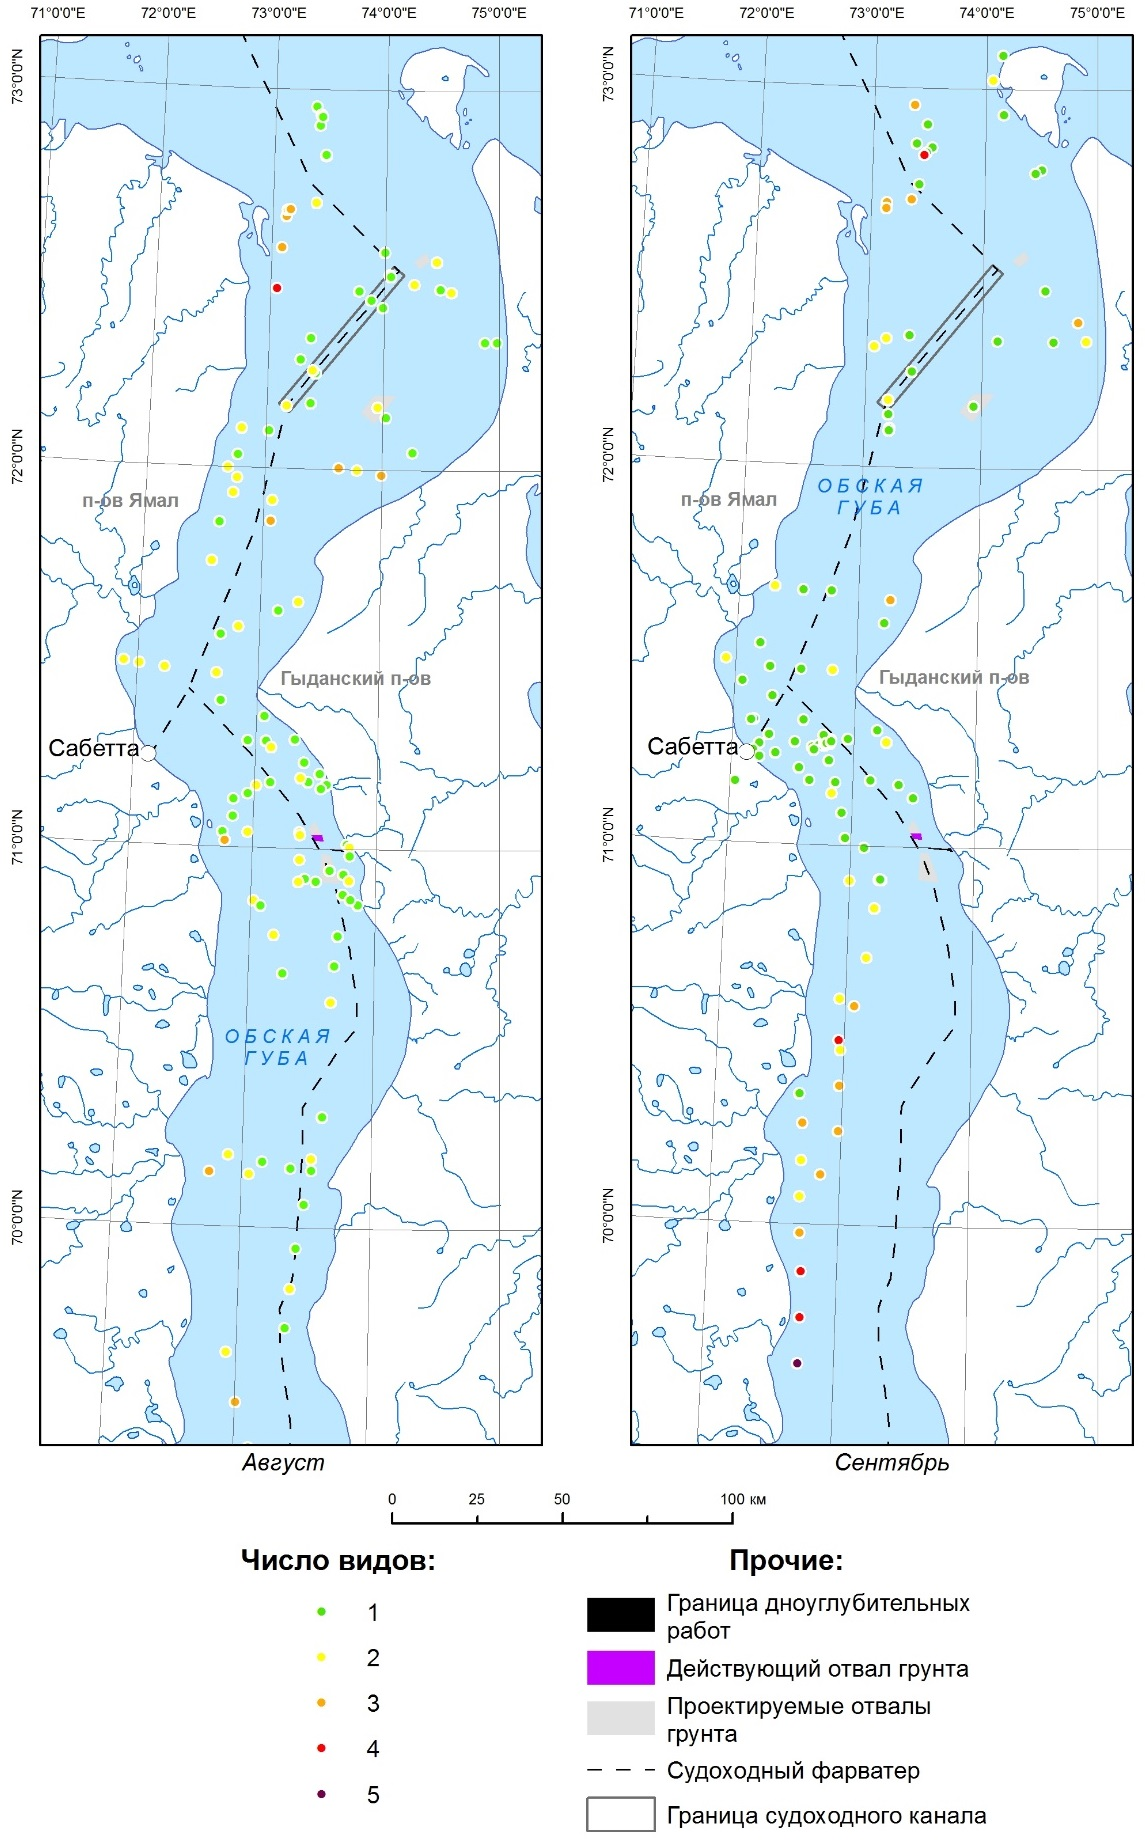 71°0'0"E 72°0'0"E 73°0'0"E 74°0'0"E 75°0'0"E
71°0'0"E 72°0'0"E 73°0'0"E 74°0'0"E 75°0'0"E
73°0'0"N
73°0'0"N
72°0'0"N
72°0'0"N
ОБСКАЯ
ГУБА
п-ов Ямал
п-ов Ямал
Гыданский п-ов
Гыданский п-ов
Сабетта
Сабетта
71°0'0"N
71°0'0"N
ОБСКАЯ
ГУБА
70°0'0"N
70°0'0"N
Август
Сентябрь
0 25 50 100 км
Число видов:
1
2
3
4
5
Прочие:
Граница дноуглубительных
работ
Действующий отвал грунта
Проектируемые отвалы
грунта
Судоходный фарватер
Граница судоходного канала